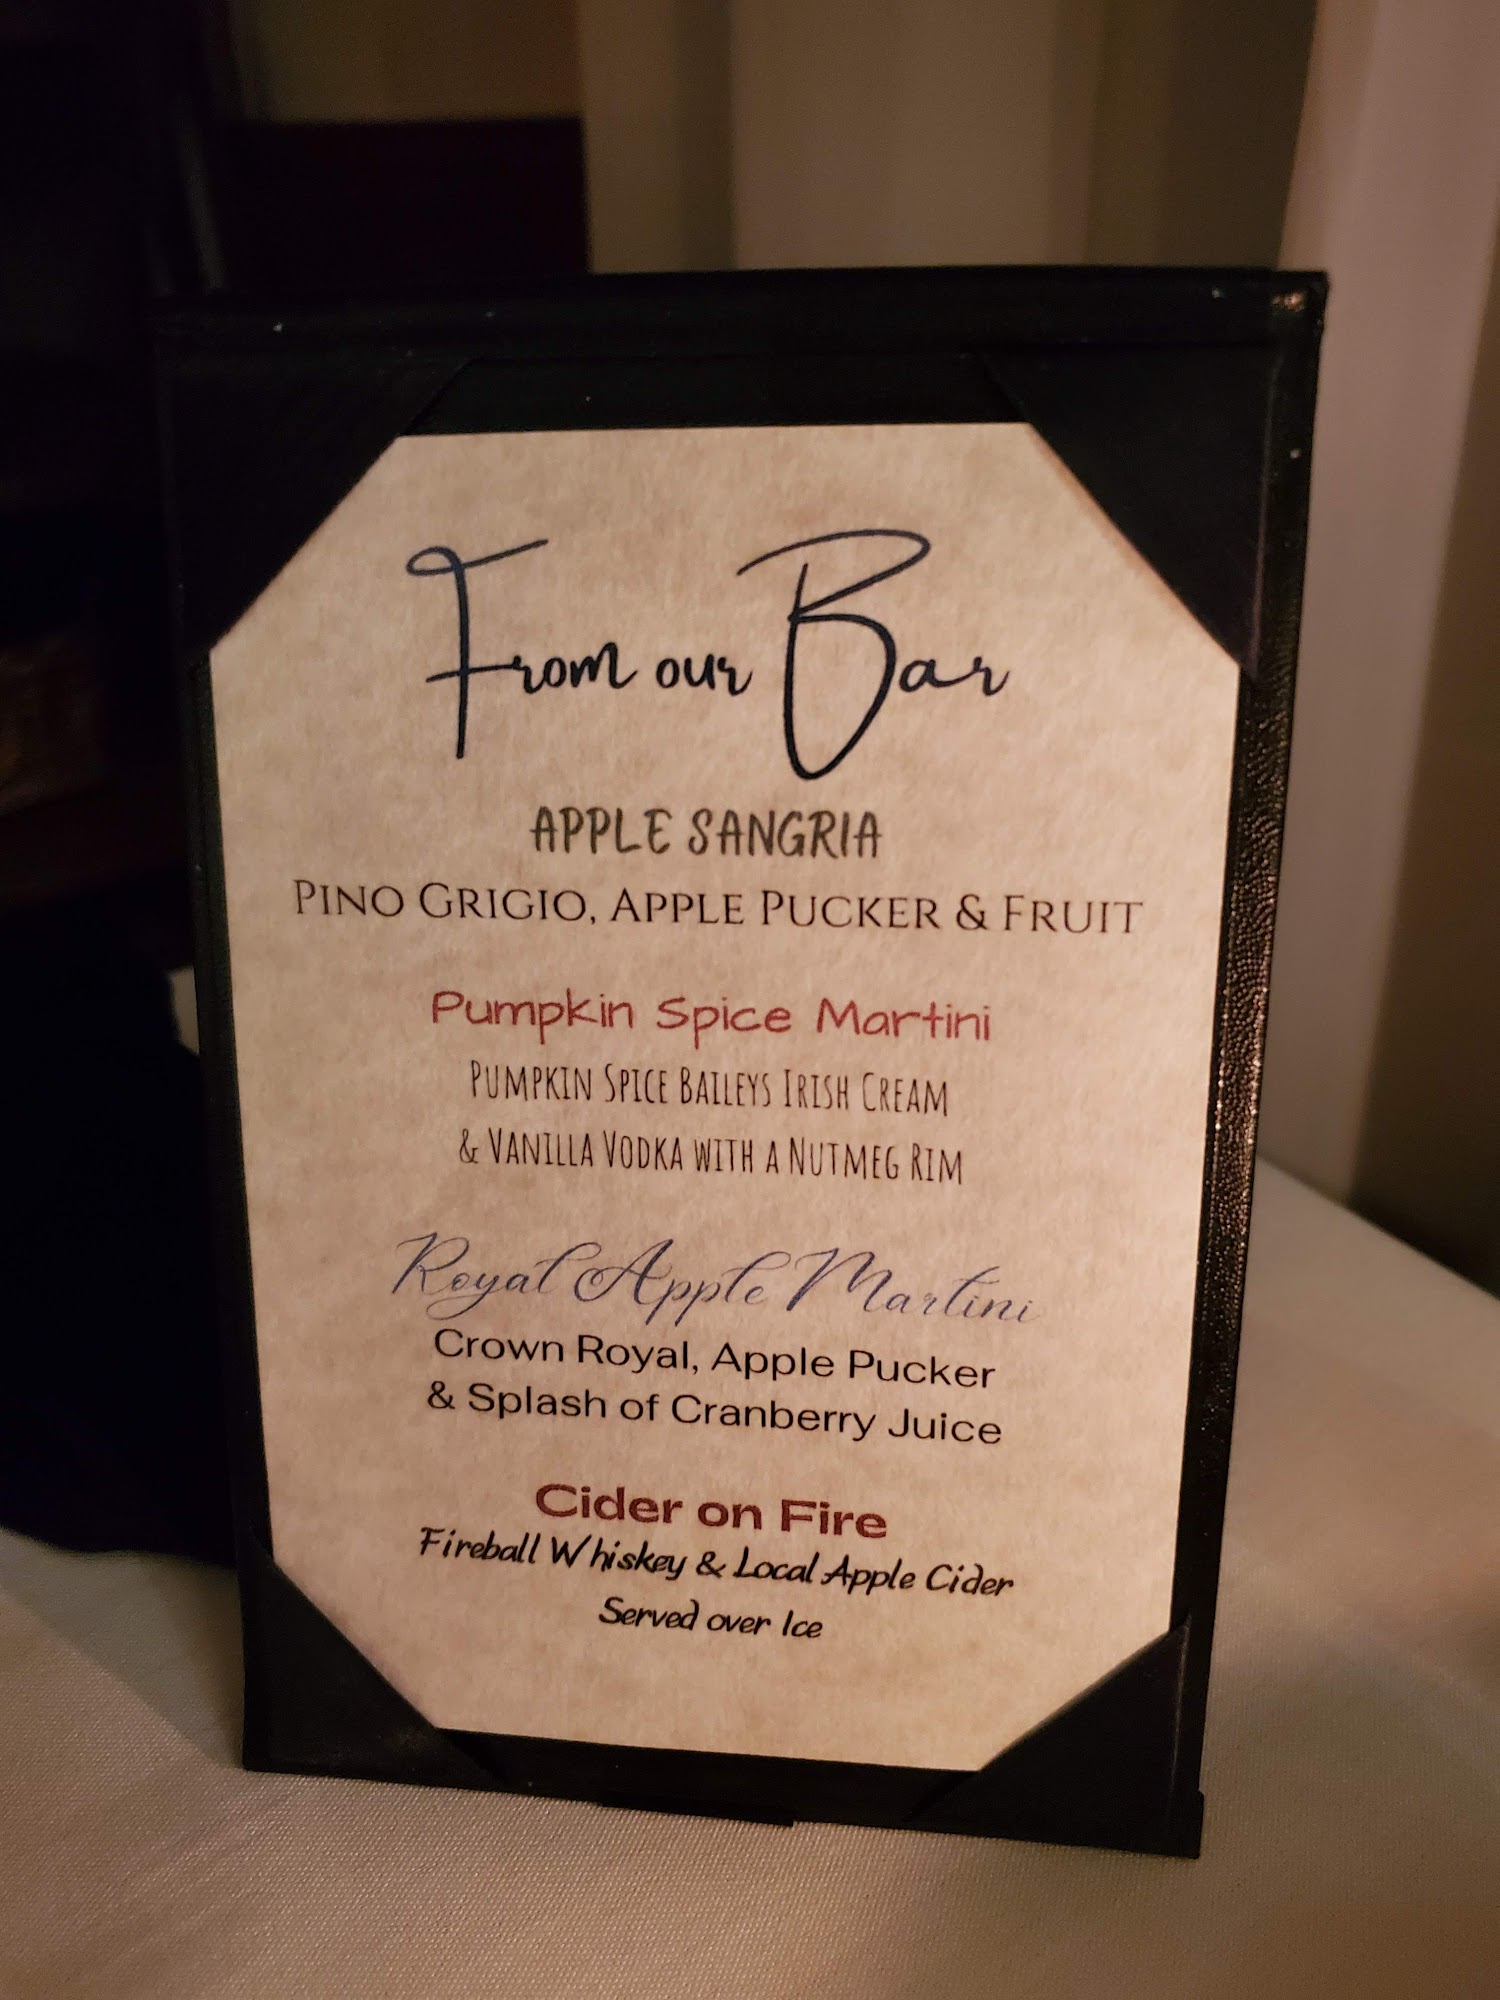 From our Bar
APPLE SANGRIA
PINO GRIGIO, APPLE PUCKER & FRUIT
Pumpkin Spice Martini
PUMPKIN SPICE BAILEYS IRISH CREAM
& VANILLA VODKA WITH A NUTMEG RIM
Royal Apple Martini
Crown Royal, Apple Pucker
& Splash of Cranberry Juice
Cider on Fire
Fireball Whiskey & Local Apple Cider
Served over Ice